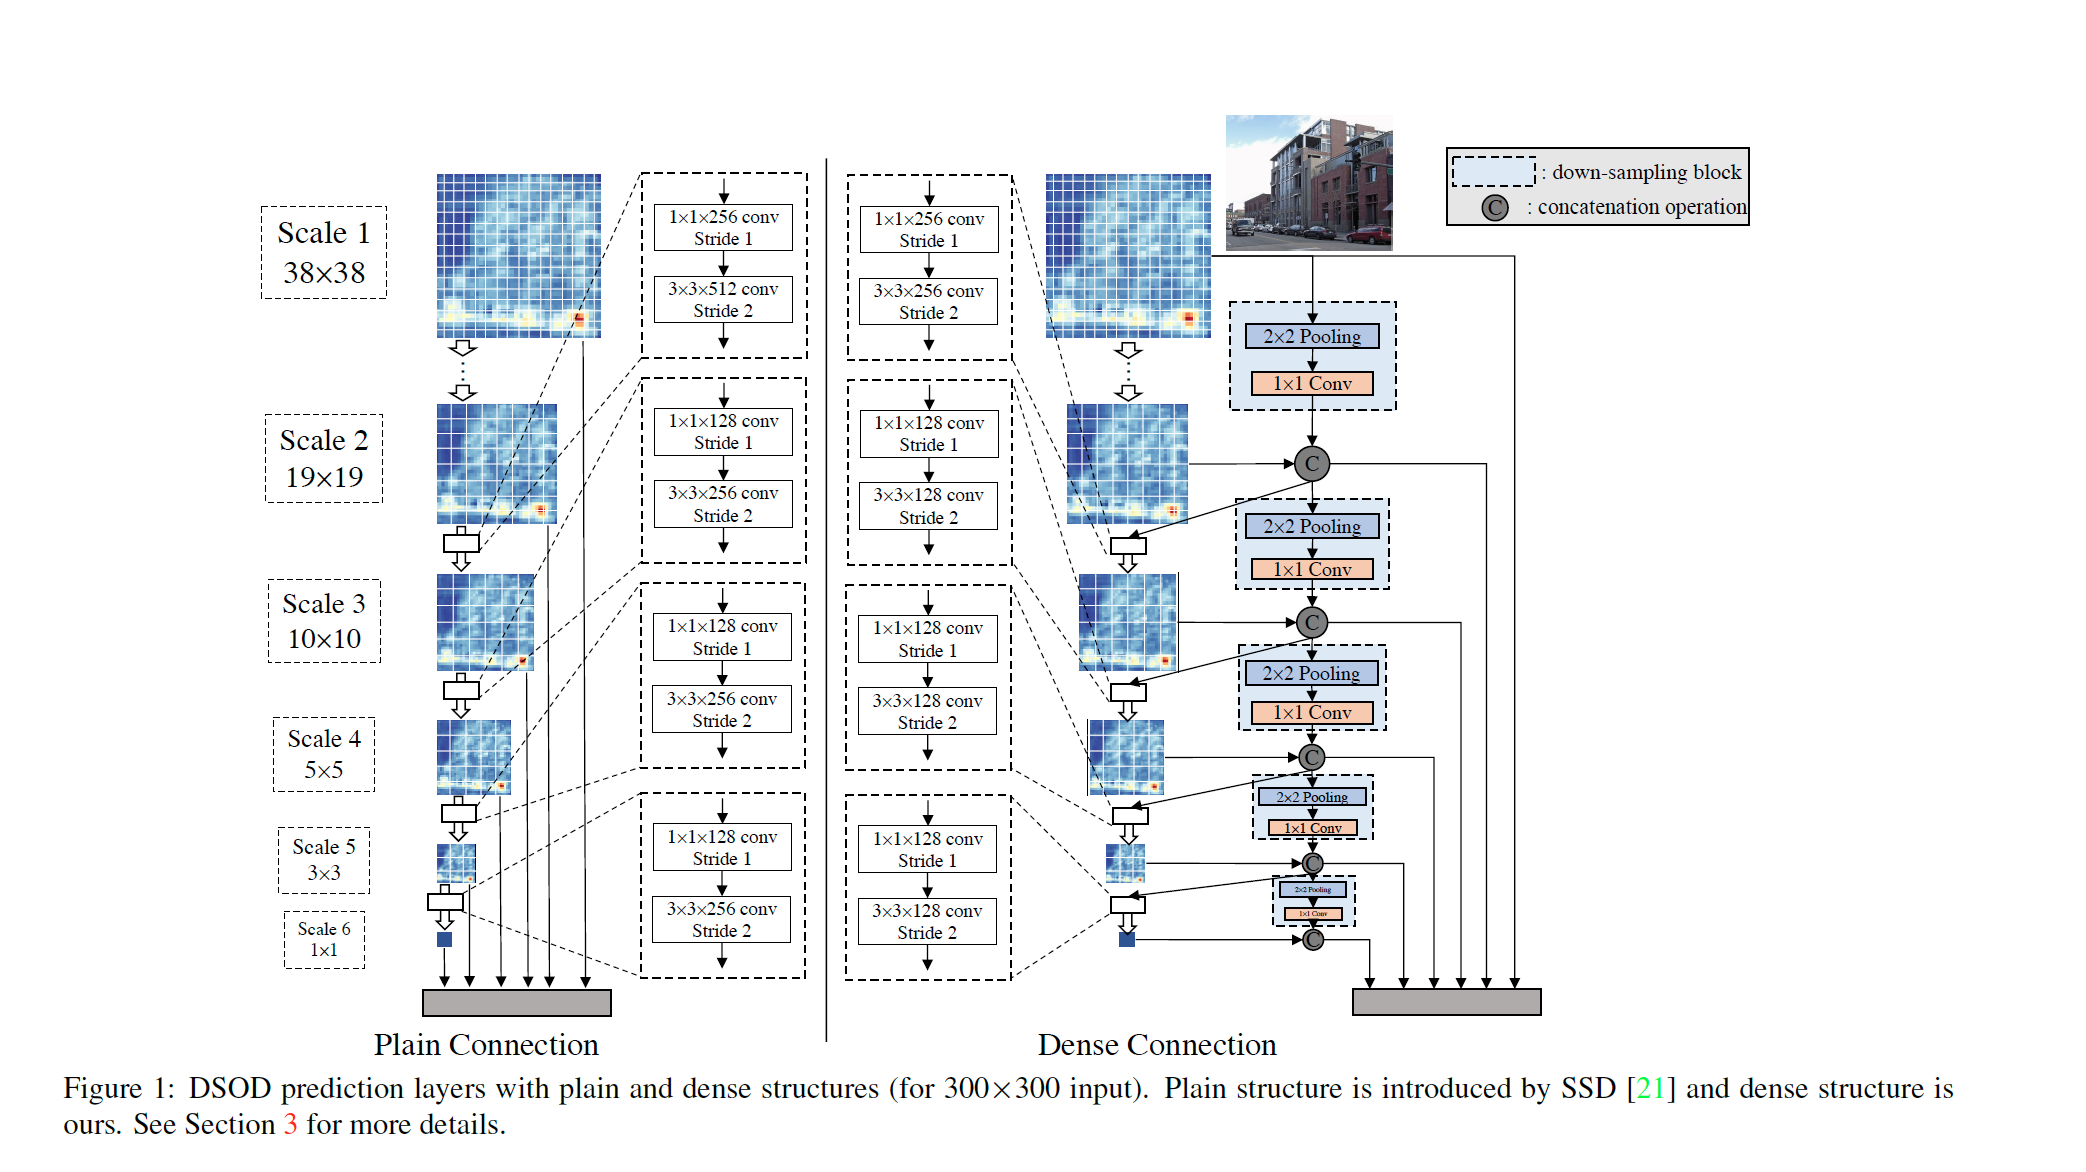 Scale 1
38×38
Scale 2
19×19
Scale 3
10×10
Scale 4
5×5
Scale 5
3×3
Scale 6
1×1
1×1×256 conv
Stride 1
3×3×512 conv
Stride 2
1×1×128 conv
Stride 1
3×3×256 conv
Stride 2
1×1×128 conv
Stride 1
3×3×256 conv
Stride 2
1×1×128 conv
Stride 1
3×3×256 conv
Stride 2
Plain Connection
1×1×256 conv
Stride 1
3×3×256 conv
Stride 2
1×1×128 conv
Stride 1
3×3×128 conv
Stride 2
1×1×128 conv
Stride 1
3×3×128 conv
Stride 2
1×1×128 conv
Stride 1
3×3×128 conv
Stride 2
2×2 Pooling
1×1 Conv
C
2×2 Pooling
1×1 Conv
C
2×2 Pooling
1×1 Conv
C
2×2 Pooling
1×1 Conv
C
2×2 Pooling
1×1 Conv
C
Dense Connection
: down-sampling block
C : concatenation operation
Figure 1: DSOD prediction layers with plain and dense structures (for 300×300 input). Plain structure is introduced by SSD [21] and dense structure is
ours. See Section 3 for more details.